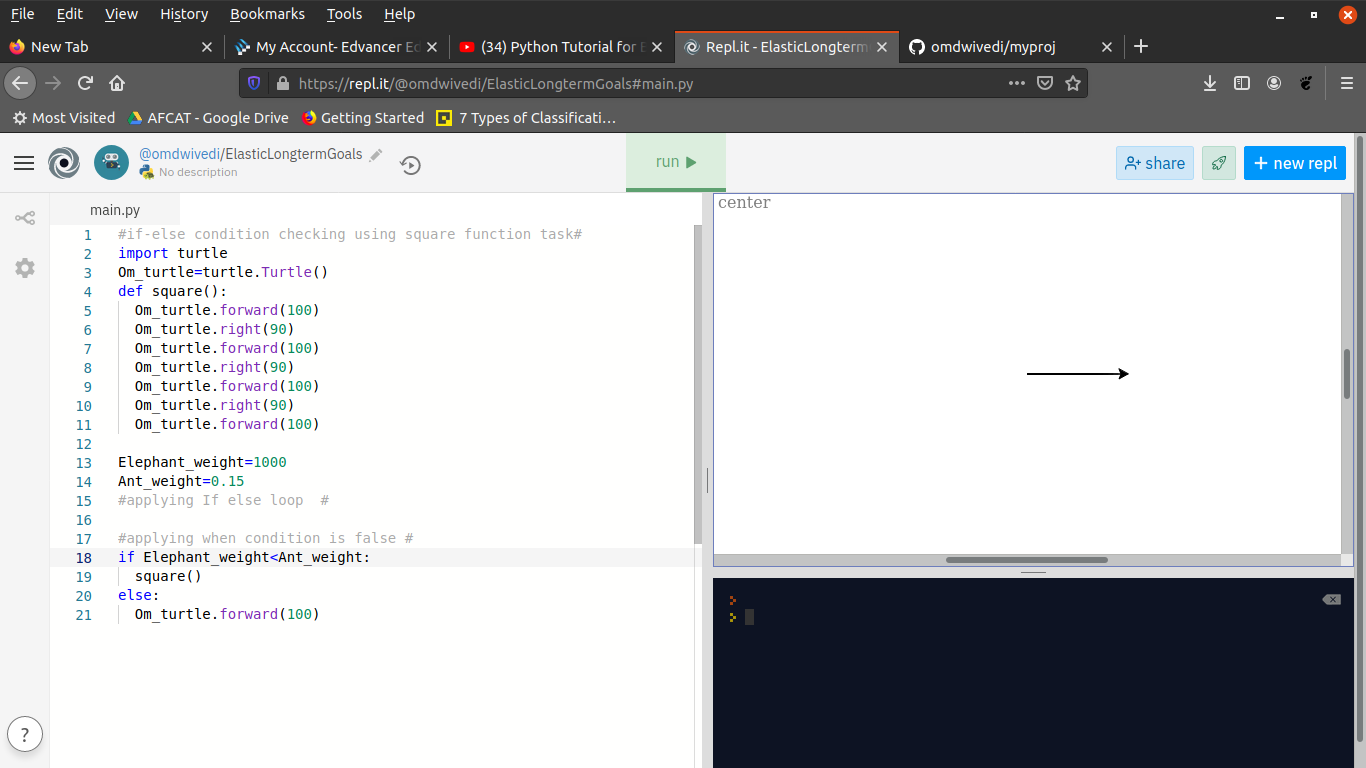 File Edit View History Bookmarks Tools Help
New Tab
My Account- Edvancer Ed
(34) Python Tutorial for B
Repl.it - ElasticLongterm
omdwivedi/myproj
https://repl.it/@omdwivedi/ElasticLongtermGoals#main.py
Most Visited
AFCAT - Google Drive
Getting Started
7 Types of Classificati…
@omdwivedi/ElasticLongtermGoals
No description
run
share
+ new repl
main.py
1 #if-else condition checking using square function task#
2 import turtle
3 Om_turtle=turtle.Turtle()
4 def square():
5 Om_turtle.forward(100)
6 Om_turtle.right(90)
7 Om_turtle.forward(100)
8 Om_turtle.right(90)
9 Om_turtle.forward(100)
10 Om_turtle.right(90)
11 Om_turtle.forward(100)
12
13 Elephant_weight=1000
14 Ant_weight=0.15
15 #applying If else loop  #
16
17 #applying when condition is false #
18 if Elephant_weight<Ant_weight:
19 square()
20 else:
21 Om_turtle.forward(100)
center
?